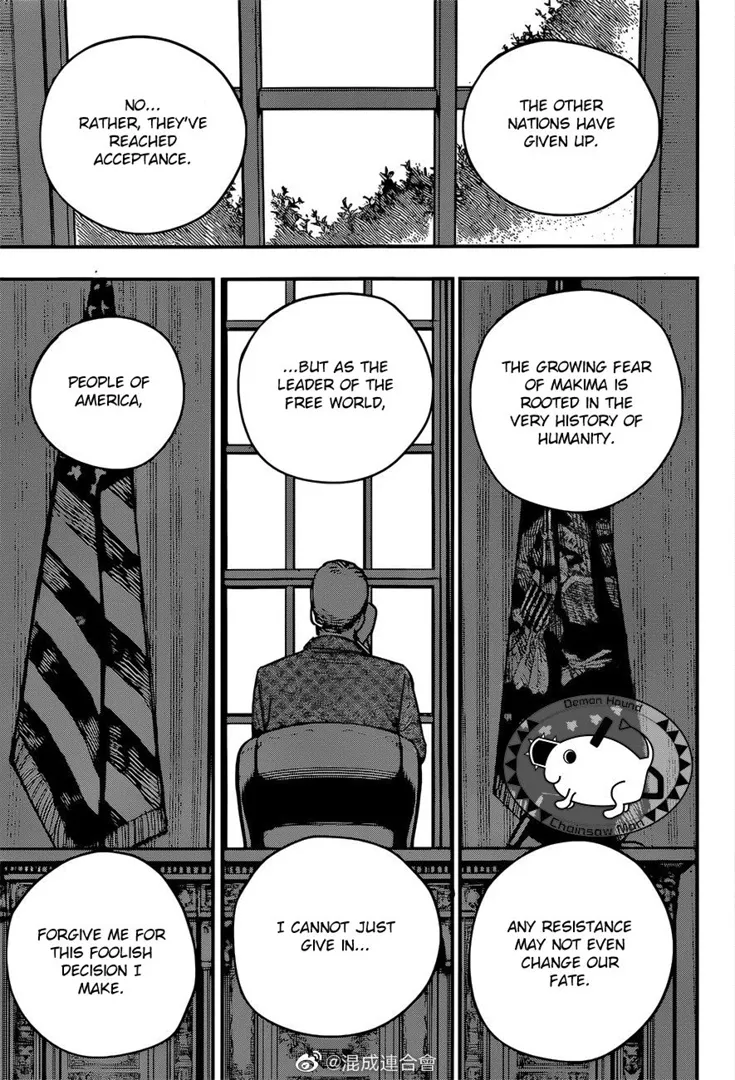 THE OTHER
NATIONS HAVE
GIVEN UP.
NO...
RATHER, THEY'VE
REACHED
ACCEPTANCE.
THE GROWING FEAR
OF MAKIMA IS
ROOTED IN THE
VERY HISTORY OF
HUMANITY.
...BUT AS THE
LEADER OF THE
FREE WORLD,
PEOPLE OF
AMERICA,
Demon Hound
Chainsaw Man
ANY RESISTANCE
MAY NOT EVEN
CHANGE OUR
FATE.
I CANNOT JUST
GIVE IN...
FORGIVE ME FOR
THIS FOOLISH
DECISION I
MAKE.
@混成連合會